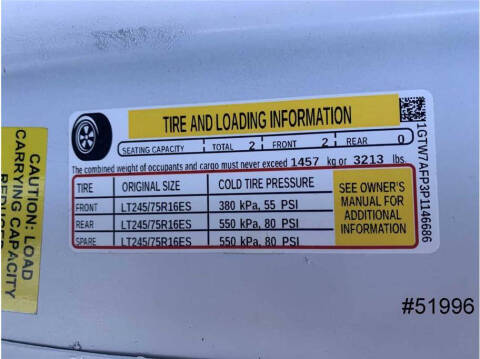 TIRE AND LOADING INFORMATION
SEATING CAPACITY TOTAL 2 FRONT 2 REAR 0
The combined weight of occupants and cargo must never exceed 1457 kg or 3213 lbs.
TIRE ORIGINAL SIZE COLD TIRE PRESSURE
FRONT LT245/75R16ES 380 kPa, 55 PSI
REAR LT245/75R16ES 550 kPa, 80 PSI
SPARE LT245/75R16ES 550 kPa, 80 PSI
SEE OWNER'S
MANUAL FOR
ADDITIONAL
INFORMATION
1GTW7AFP3P1146686
CAUTION: LOAD
CARRYING CAPACITY
REDUCED
#51996